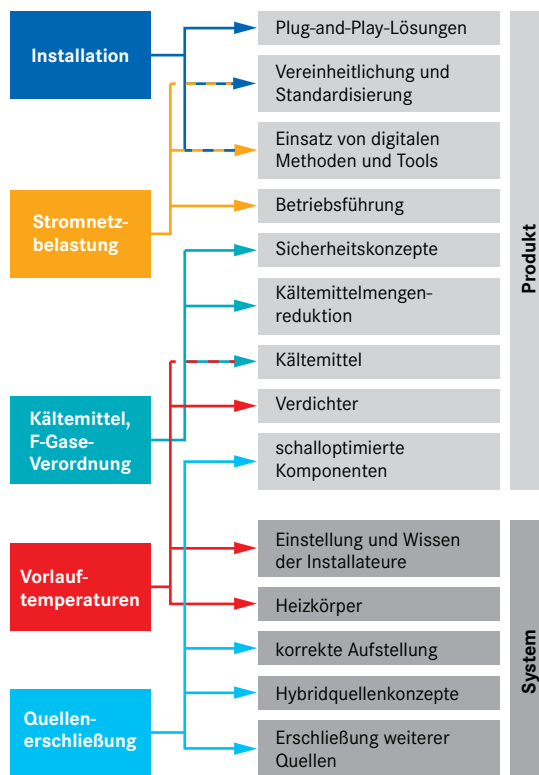 Installation
Stromnetz-
belastung
Kältemittel,
F-Gase-
Verordnung
Vorlauf-
temperaturen
Quellen-
erschließung
Plug-and-Play-Lösungen
Vereinheitlichung und
Standardisierung
Einsatz von digitalen
Methoden und Tools
Betriebsführung
Sicherheitskonzepte
Kältemittelmengen-
reduktion
Kältemittel
Verdichter
schalloptimierte
Komponenten
Einstellung und Wissen
der Installateure
Heizkörper
korrekte Aufstellung
Hybridquellenkonzepte
Erschließung weiterer
Quellen
Produkt
System